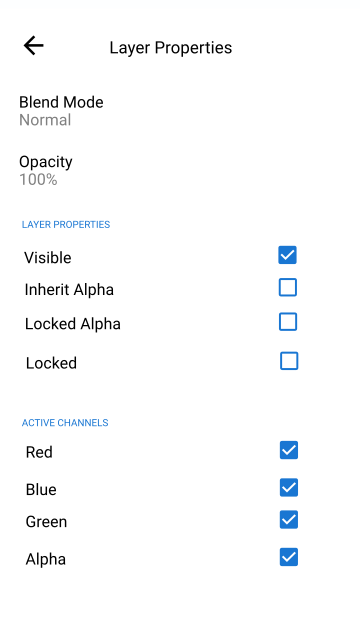 Layer Properties
Blend Mode
Normal
Opacity
100%
LAYER PROPERTIES
Visible
Inherit Alpha
Locked Alpha
Locked
ACTIVE CHANNELS
Red
Blue
Green
Alpha